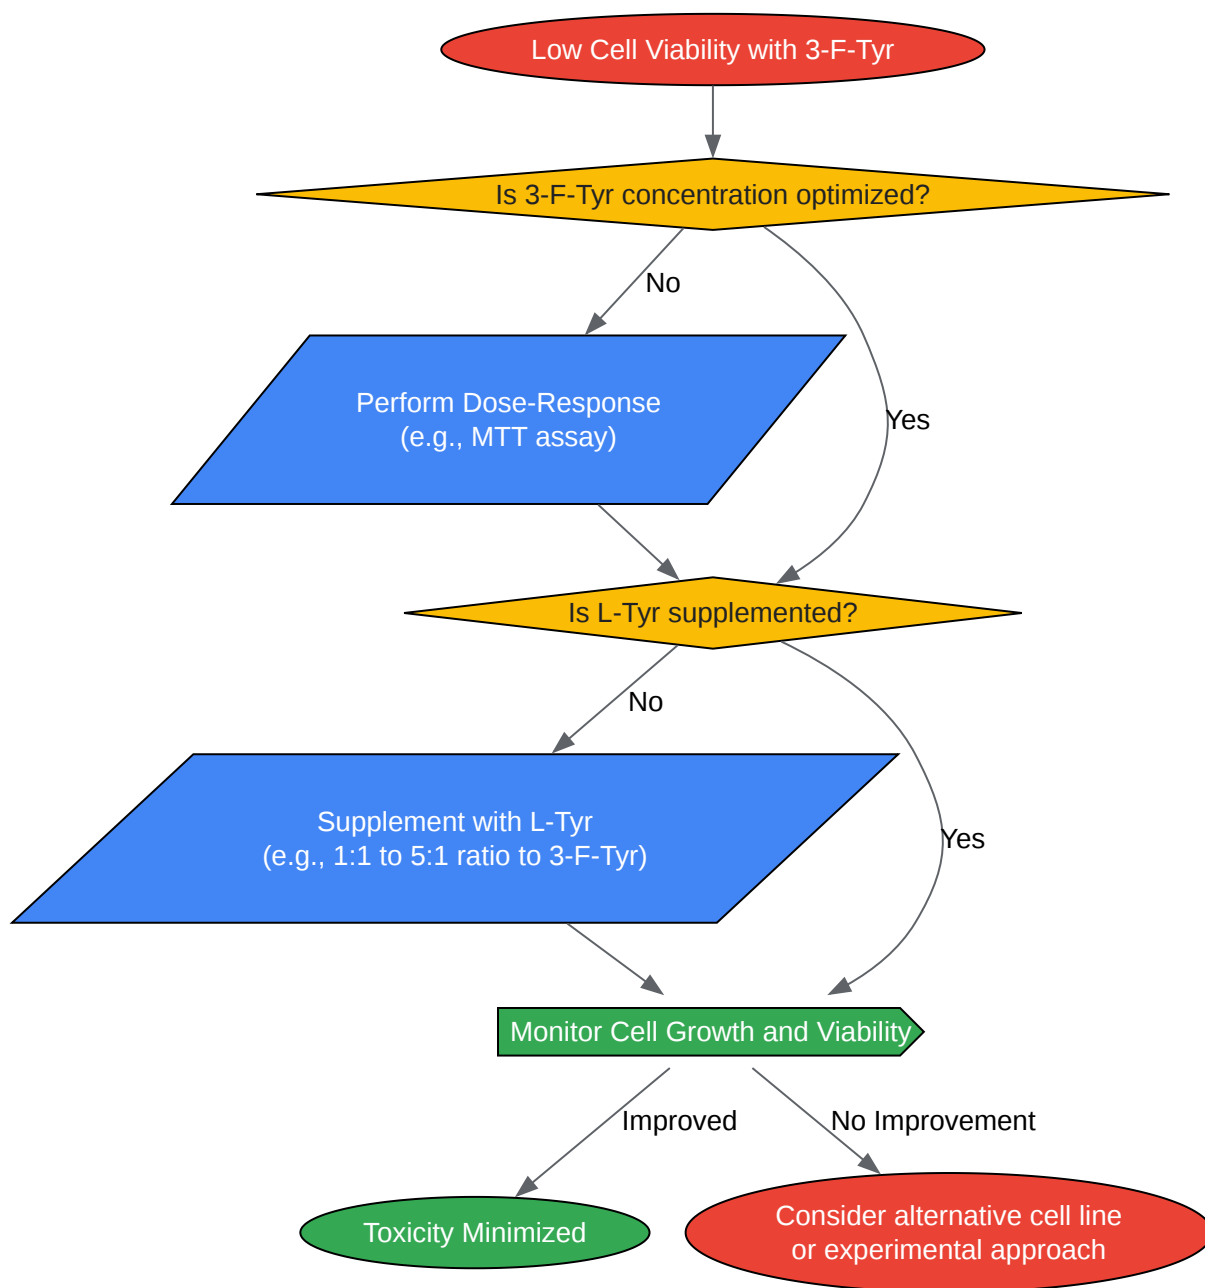 Low Cell Viability with 3-F-Tyr
Is 3-F-Tyr concentration optimized?
No
Perform Dose-Response
(e.g., MTT assay)
Yes
Is L-Tyr supplemented?
No
Supplement with L-Tyr
(e.g., 1:1 to 5:1 ratio to 3-F-Tyr)
Yes
Monitor Cell Growth and Viability
Improved
No Improvement
Toxicity Minimized
Consider alternative cell line
or experimental approach